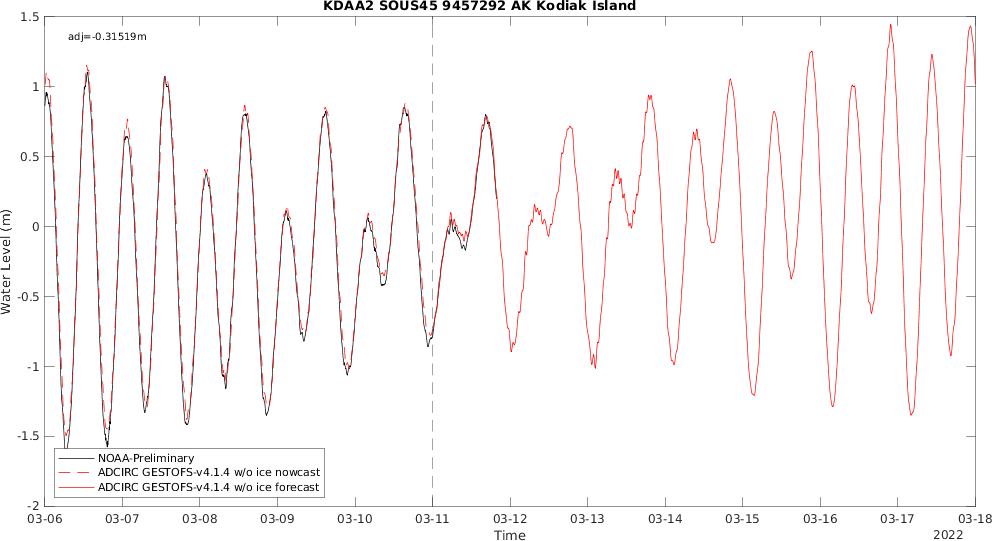 KDAA2 SOUS45 9457292 AK Kodiak Island
adj=-0.31519m
1.5
1
0.5
0
-0.5
-1
-1.5
-2
Water Level (m)
NOAA-Preliminary
ADCIRC GESTOFS-v4.1.4 w/o ice nowcast
ADCIRC GESTOFS-v4.1.4 w/o ice forecast
03-06 03-07 03-08 03-09 03-10 03-11 03-12 03-13 03-14 03-15 03-16 03-17 03-18
Time
2022